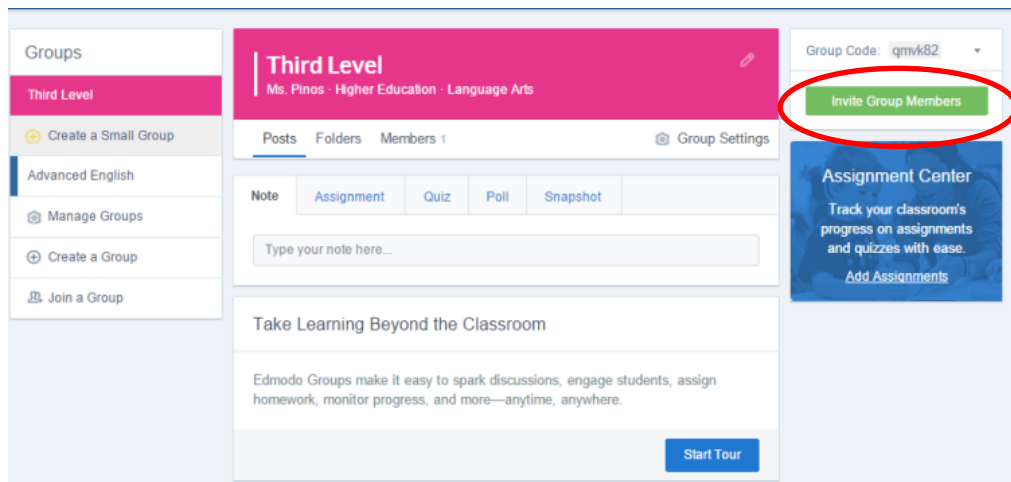 Groups
Third Level
Create a Small Group
Advanced English
Manage Groups
Create a Group
Join a Group
Third Level
Ms. Pinos · Higher Education · Language Arts
Posts Folders Members 1 Group Settings
Note Assignment Quiz Poll Snapshot
Type your note here...
Take Learning Beyond the Classroom
Edmodo Groups make it easy to spark discussions, engage students, assign
homework, monitor progress, and more—anytime, anywhere.
Start Tour
Group Code: qmvk82
Invite Group Members
Assignment Center
Track your classroom's
progress on assignments
and quizzes with ease.
Add Assignments